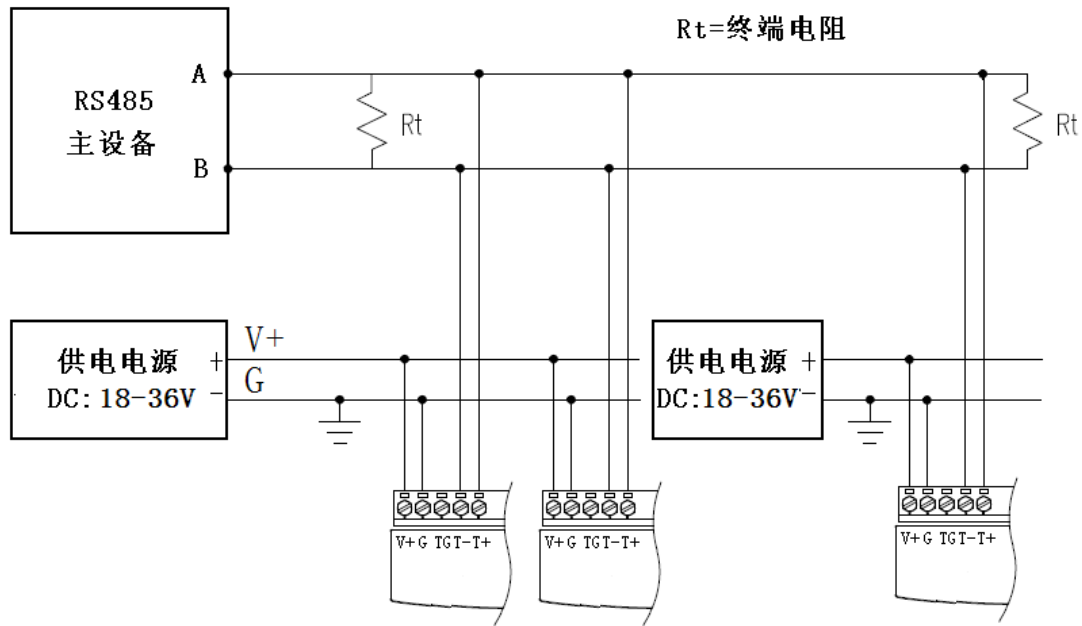 Rt=终端电阻
A
RS485
主设备
B
Rt
Rt
V+
供电电源 +
DC:18-36V -
G
供电电源 +
DC:18-36V -
V+ G TG T- T+
V+ G TG T- T+
V+ G TG T- T+